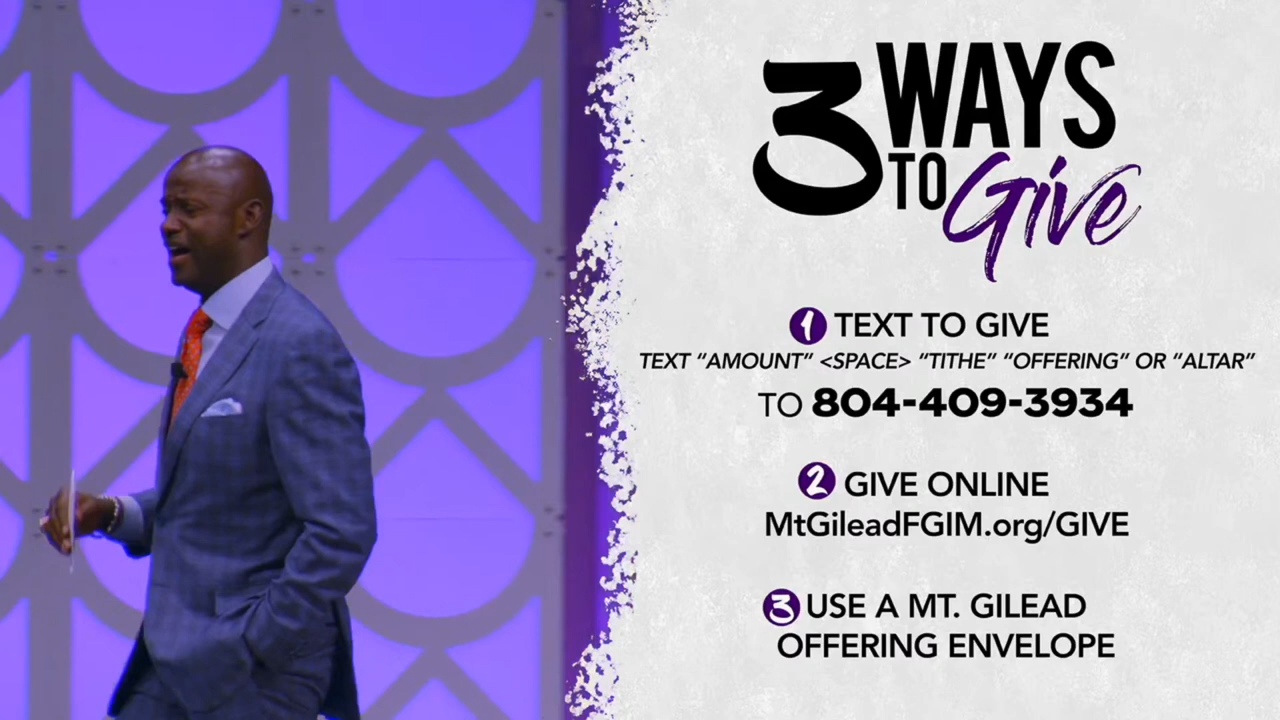 3 WAYS
TO Give
1 TEXT TO GIVE
TEXT “AMOUNT” <SPACE> “TITHE” “OFFERING” OR “ALTAR”
TO 804-409-3934
2 GIVE ONLINE
MtGileadFGIM.org/GIVE
3 USE A MT. GILEAD
OFFERING ENVELOPE